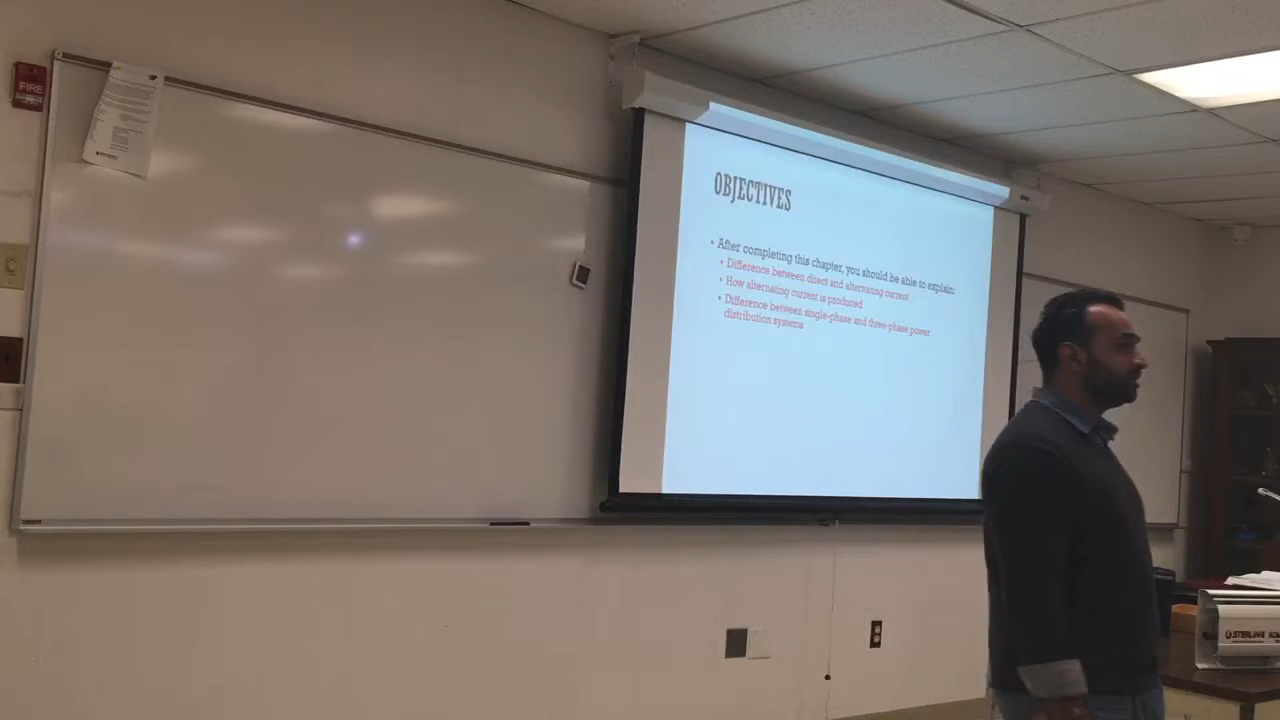 FIRE
OBJECTIVES
• After completing this chapter, you should be able to explain:
• Difference between direct and alternating current
• How alternating current is produced
• Difference between single-phase and three-phase power
distribution systems
STERLING